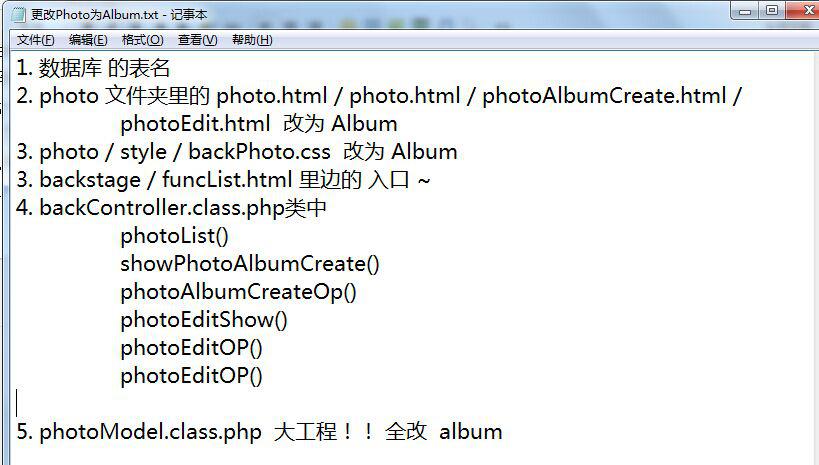 更改Photo为Album.txt - 记事本
文件(F) 编辑(E) 格式(O) 查看(V) 帮助(H)
1. 数据库 的表名
2. photo 文件夹里的 photo.html / photo.html / photoAlbumCreate.html /
photoEdit.html 改为 Album
3. photo / style / backPhoto.css 改为 Album
3. backstage / funcList.html 里边的 入口 ~
4. backController.class.php类中
photoList()
showPhotoAlbumCreate()
photoAlbumCreateOp()
photoEditShow()
photoEditOP()
photoEditOP()
5. photoModel.class.php 大工程！！ 全改 album